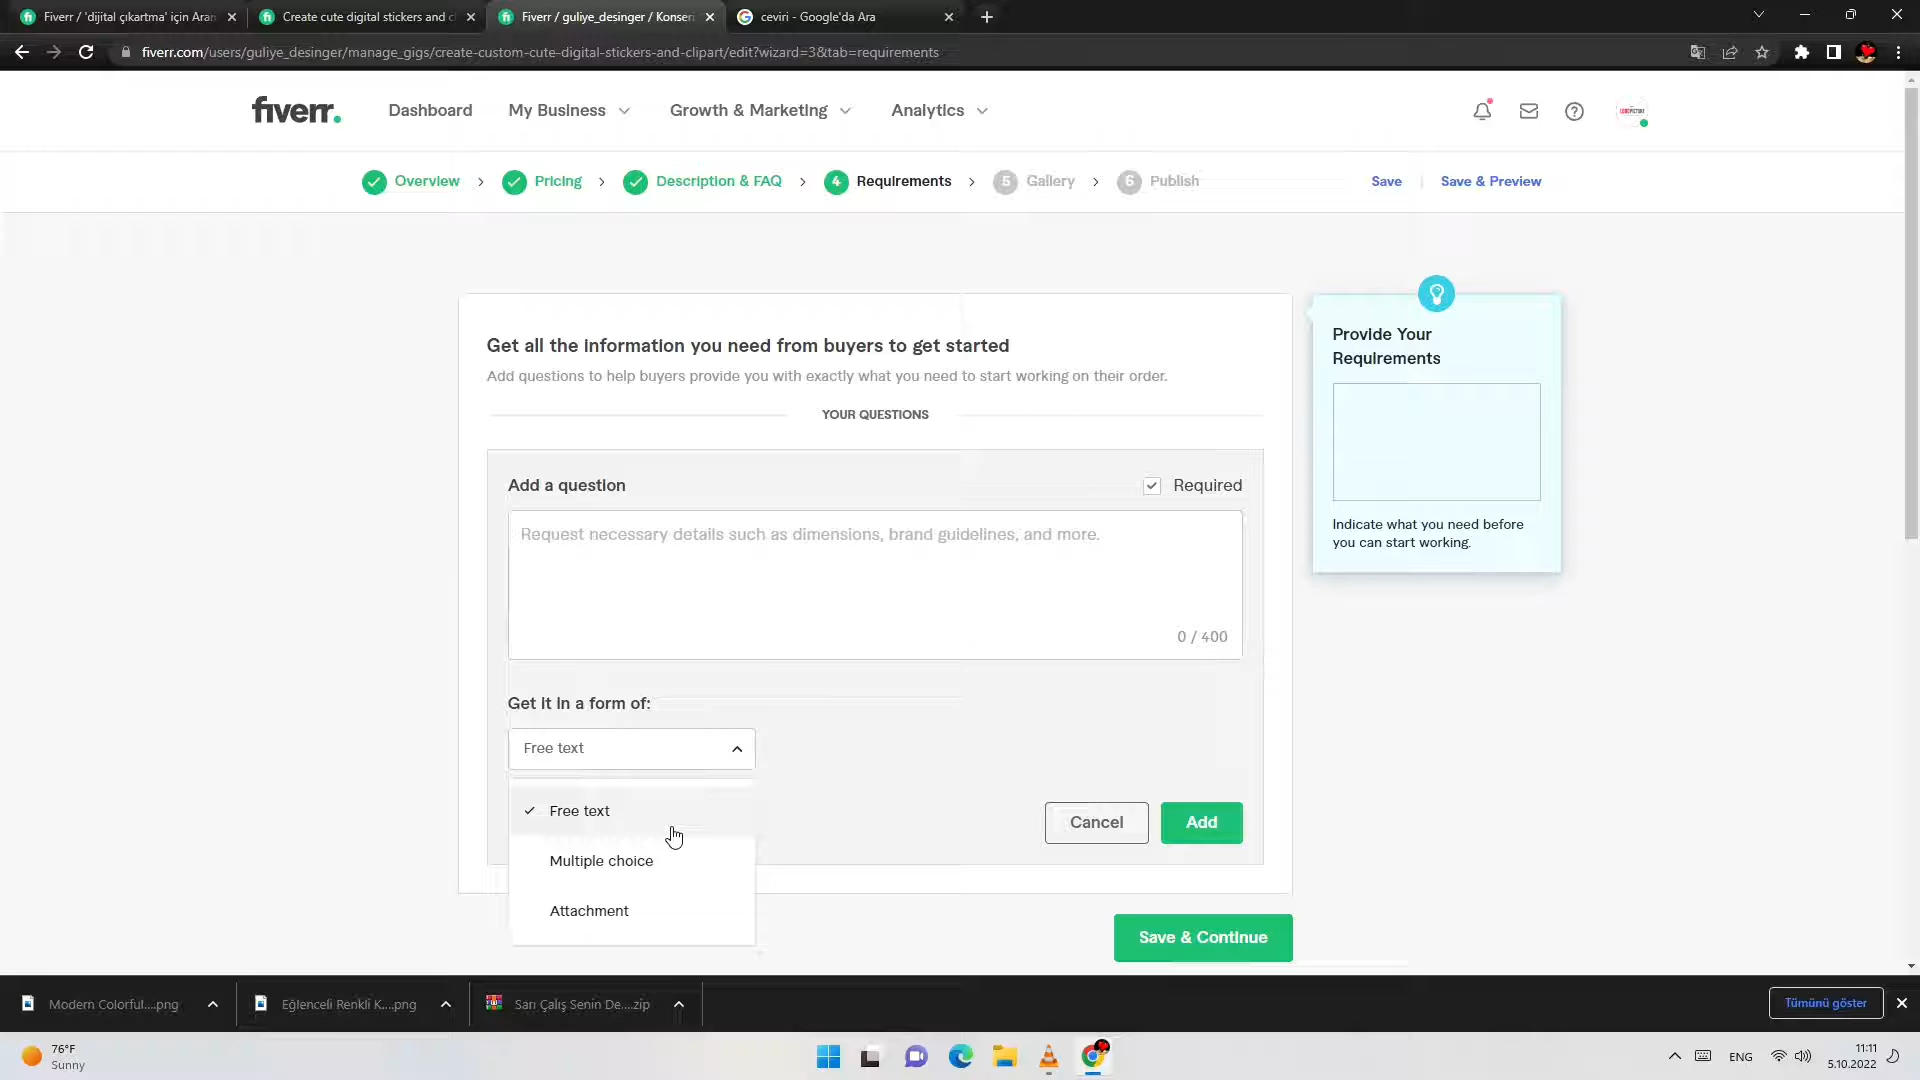 Fiverr / 'dijital çıkartma' için Aran
Create cute digital stickers and cl
Fiverr / guliye_desinger / Konser
ceviri - Google'da Ara
fiverr.com/users/guliye_desinger/manage_gigs/create-custom-cute-digital-stickers-and-clipart/edit?wizard=3&tab=requirements
fiverr.
Dashboard
My Business
Growth & Marketing
Analytics
Overview
Pricing
Description & FAQ
4 Requirements
5 Gallery
6 Publish
Save
Save & Preview
Get all the information you need from buyers to get started
Add questions to help buyers provide you with exactly what you need to start working on their order.
YOUR QUESTIONS
Add a question
Required
Request necessary details such as dimensions, brand guidelines, and more.
0 / 400
Get it in a form of:
Free text
Free text
Multiple choice
Attachment
Cancel
Add
Save & Continue
Provide Your
Requirements
Indicate what you need before
you can start working.
Modern Colorful....png
Eğlenceli Renkli K....png
Sarı Çalış Senin De....zip
Tümünü göster
76°F
Sunny
ENG
11:11
5.10.2022